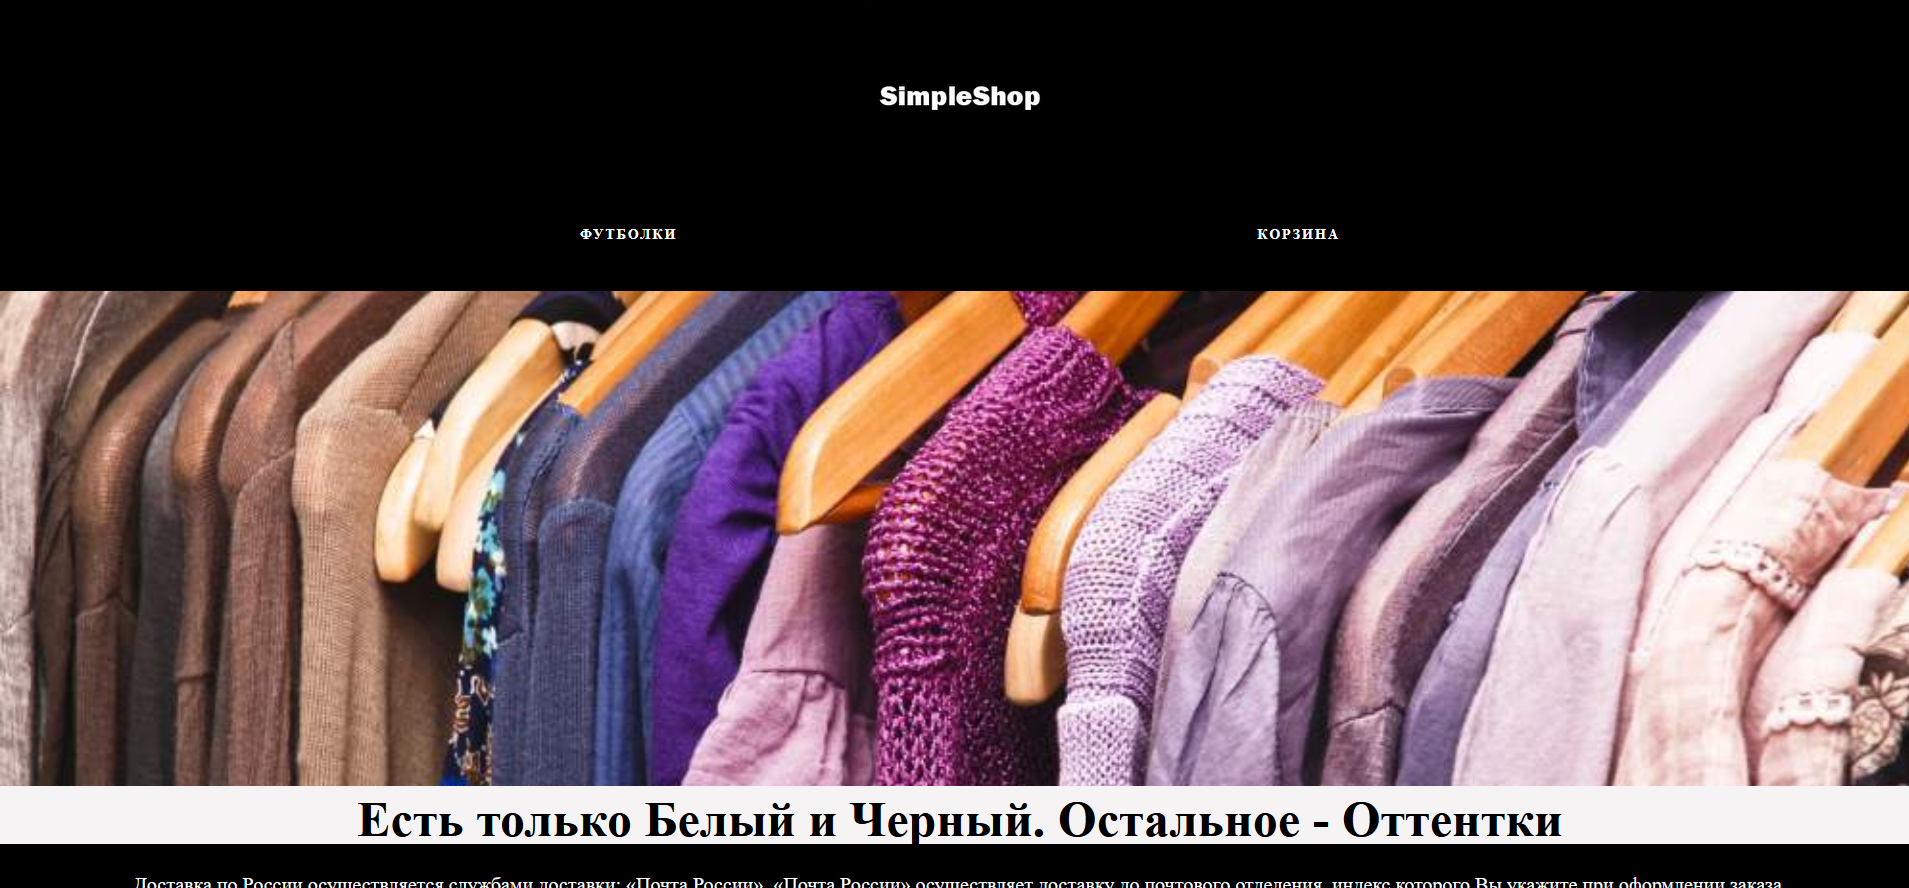 SimpleShop
ФУТБОЛКИ КОРЗИНА
Есть только Белый и Черный. Остальное - Оттентки
Доставка по России осуществляется службами доставки: «Почта России». «Почта России» осуществляет доставку до почтового отделения, индекс которого Вы укажите при оформлении заказа.